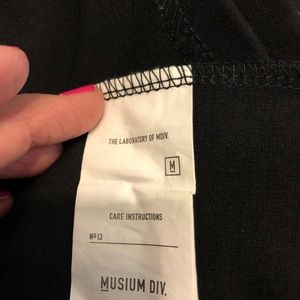 THE LABORATORY OF MDIV.
M
CARE INSTRUCTIONS
Nº13
MUSIUM DIV.